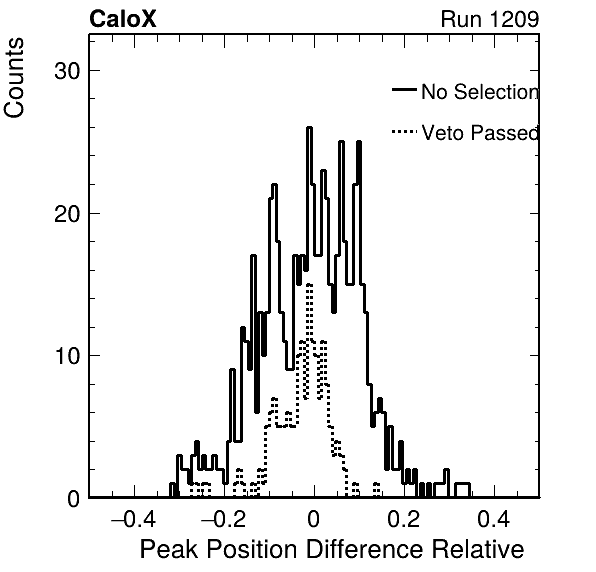 CaloX Run 1209
Counts
30
20
10
0
No Selection
Veto Passed
−0.4 −0.2 0 0.2 0.4
Peak Position Difference Relative